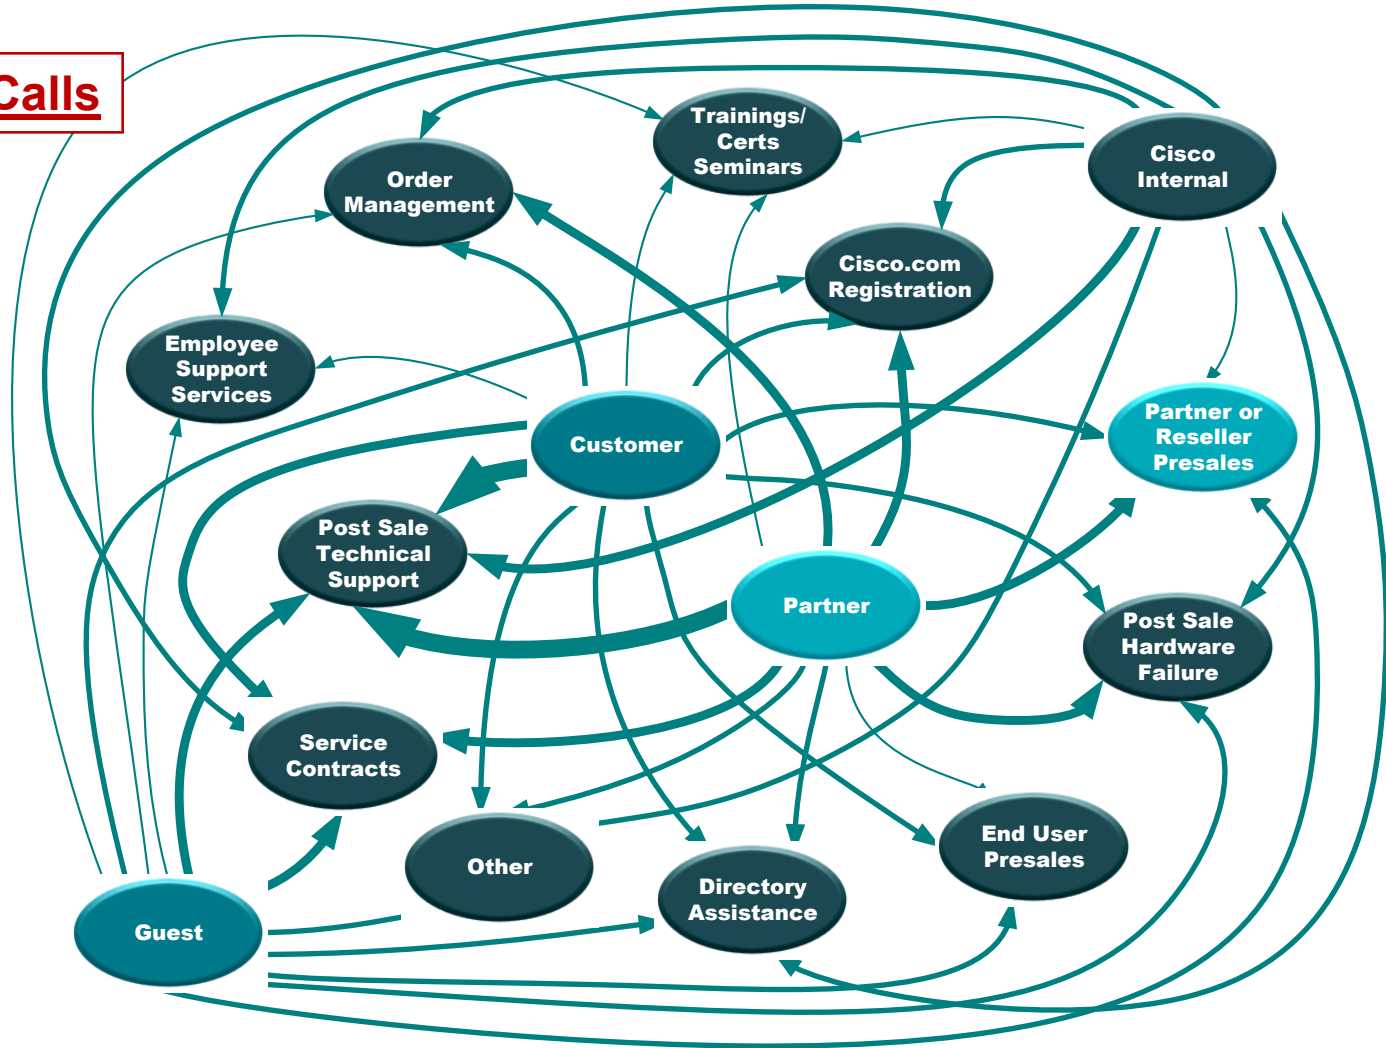 Calls
Trainings/
Certs
Seminars
Cisco
Internal
Order
Management
Cisco.com
Registration
Employee
Support
Services
Customer
Partner or
Reseller
Presales
Post Sale
Technical
Support
Partner
Post Sale
Hardware
Failure
Service
Contracts
Other
End User
Presales
Directory
Assistance
Guest